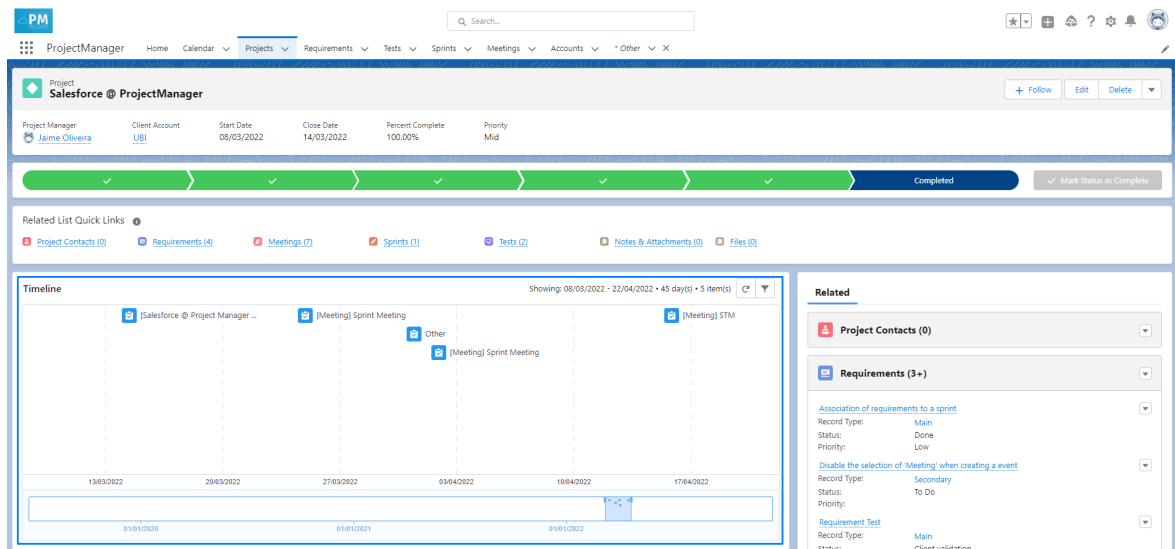 PM
Search...
ProjectManager Home Calendar Projects Requirements Tests Sprints Meetings Accounts * Other
Project
Salesforce @ ProjectManager
+ Follow Edit Delete
Project Manager Client Account Start Date Close Date Percent Complete Priority
Jaime Oliveira UBI 08/03/2022 14/03/2022 100.00% Mid
Completed Mark Status as Complete
Related List Quick Links
Project Contacts (0) Requirements (4) Meetings (7) Sprints (1) Tests (2) Notes & Attachments (0) Files (0)
Timeline Showing: 08/03/2022 - 22/04/2022 • 45 day(s) • 5 item(s)
[Salesforce @ Project Manager ... [Meeting] Sprint Meeting [Meeting] STM
Other
[Meeting] Sprint Meeting
13/03/2022 20/03/2022 27/03/2022 03/04/2022 10/04/2022 17/04/2022
01/01/2020 01/01/2021 01/01/2022
Related
Project Contacts (0)
Requirements (3+)
Association of requirements to a sprint
Record Type: Main
Status: Done
Priority: Low
Disable the selection of 'Meeting' when creating a event
Record Type: Secondary
Status: To Do
Priority:
Requirement Test
Record Type: Main
Status: Client validation